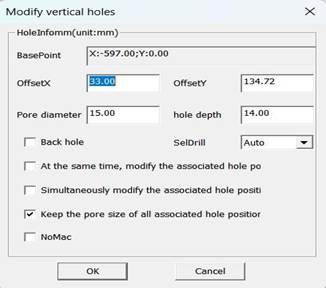 Modify vertical holes
HoleInfomm(unit:mm)
BasePoint X:-597.00;Y:0.00
OffsetX 33.00 OffsetY 134.72
Pore diameter 15.00 hole depth 14.00
Back hole SelDrill Auto
At the same time, modify the associated hole po
Simultaneously modify the associated hole positi
Keep the pore size of all associated hole position
NoMac
OK Cancel